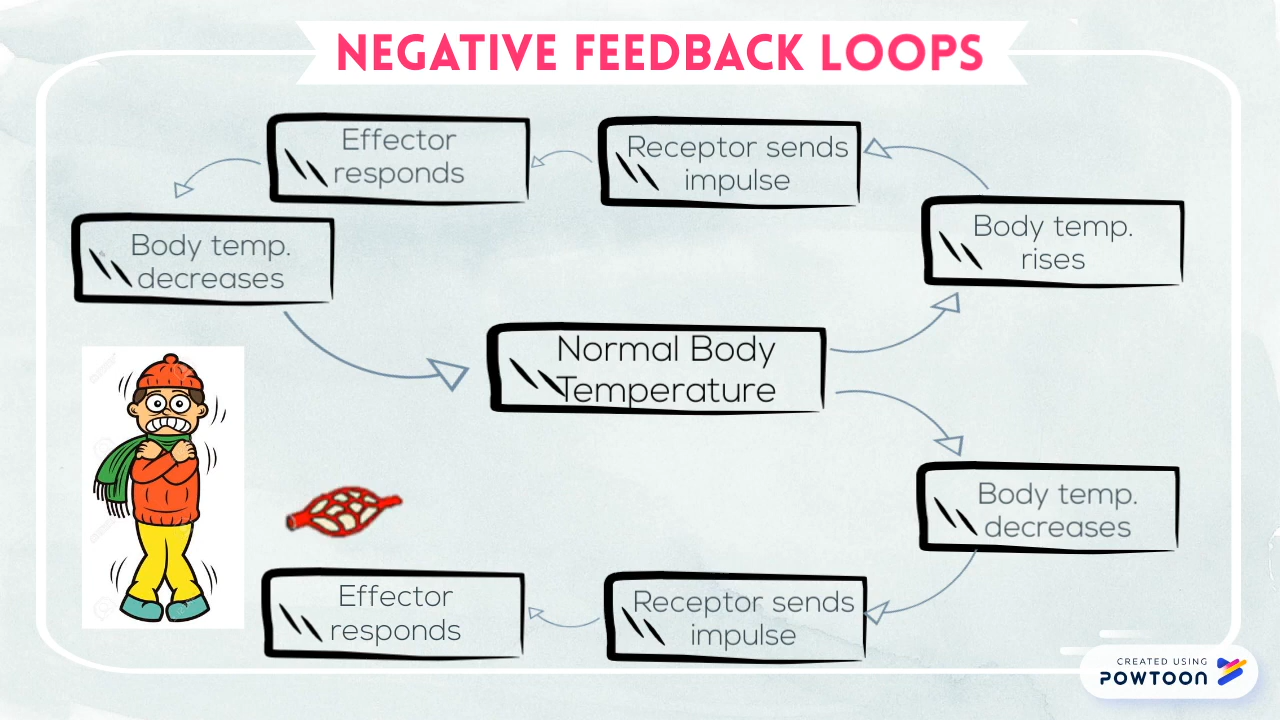 NEGATIVE FEEDBACK LOOPS
Effector
responds
Receptor sends
impulse
Body temp.
rises
Body temp.
decreases
Normal Body
Temperature
Body temp.
decreases
Effector
responds
Receptor sends
impulse
CREATED USING
POWTOON